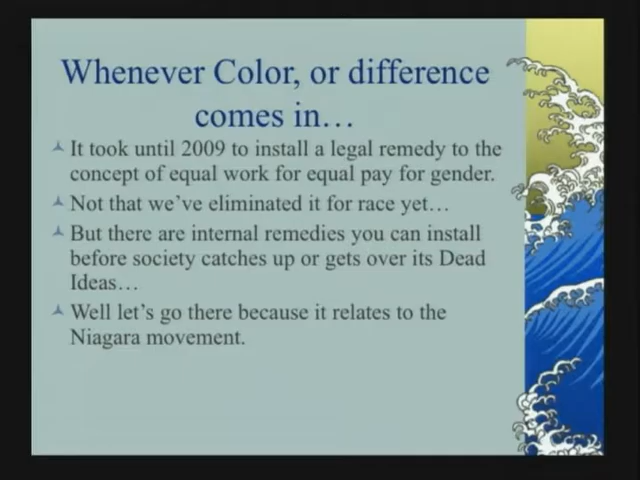 Whenever Color, or difference
comes in…
It took until 2009 to install a legal remedy to the
concept of equal work for equal pay for gender.
Not that we've eliminated it for race yet…
But there are internal remedies you can install
before society catches up or gets over its Dead
Ideas…
Well let's go there because it relates to the
Niagara movement.